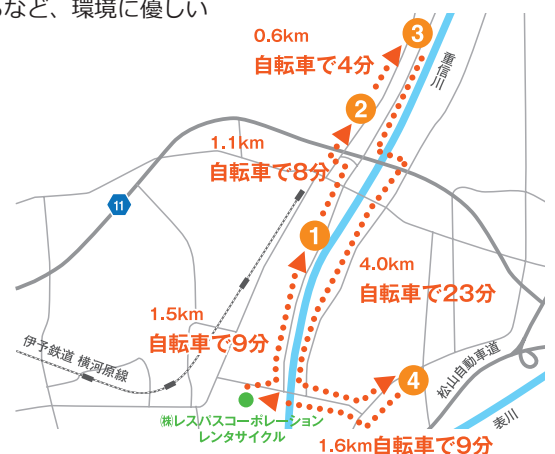 るなど、環境に優しい
0.6km
自転車で4分
3
重信川
2
1.1km
自転車で8分
11
1
4.0km
自転車で23分
1.5km
自転車で9分
伊予鉄道 横河原線
4
松山自動車道
㈱レスパスコーポレーション
レンタサイクル
表川
1.6km自転車で9分